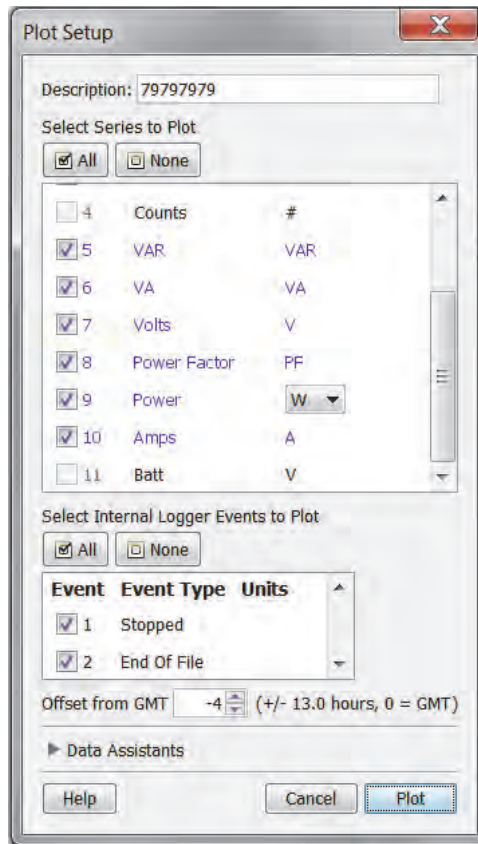 Plot Setup
Description: 79797979
Select Series to Plot
All None
4 Counts #
5 VAR VAR
6 VA VA
7 Volts V
8 Power Factor PF
9 Power W
10 Amps A
11 Batt V
Select Internal Logger Events to Plot
All None
Event Event Type Units
1 Stopped
2 End Of File
Offset from GMT -4 (+/- 13.0 hours, 0 = GMT)
Data Assistants
Help Cancel Plot